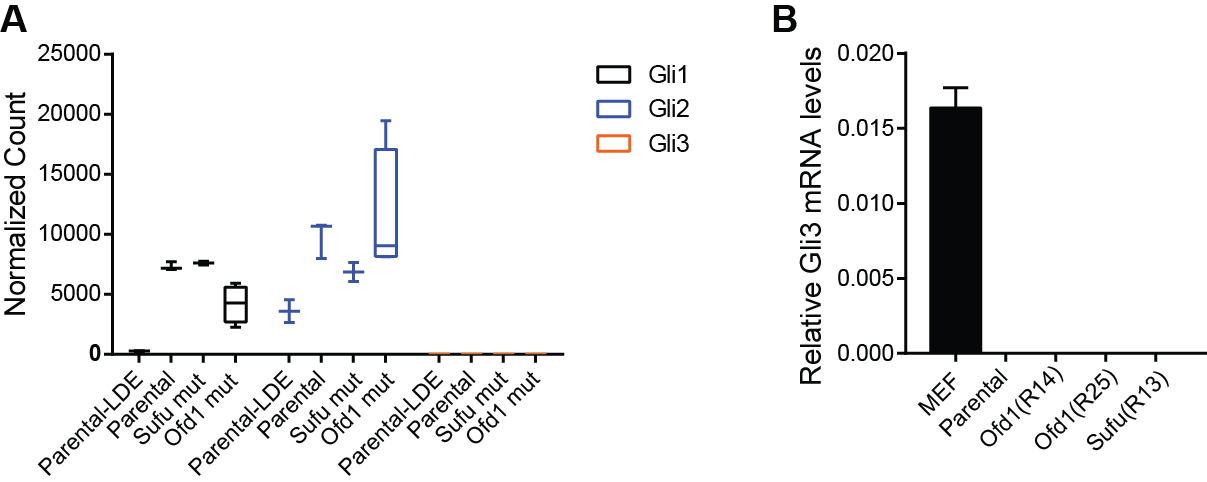 A
Normalized Count
25000
20000
15000
10000
5000
0
Parental-LDE
Parental
Sufu mut
Ofd1 mut
Parental-LDE
Parental
Sufu mut
Ofd1 mut
Parental-LDE
Parental
Sufu mut
Ofd1 mut
Gli1
Gli2
Gli3
B
Relative Gli3 mRNA levels
0.020
0.015
0.010
0.005
0.000
MEF
Parental
Ofd1(R14)
Ofd1(R25)
Sufu(R13)